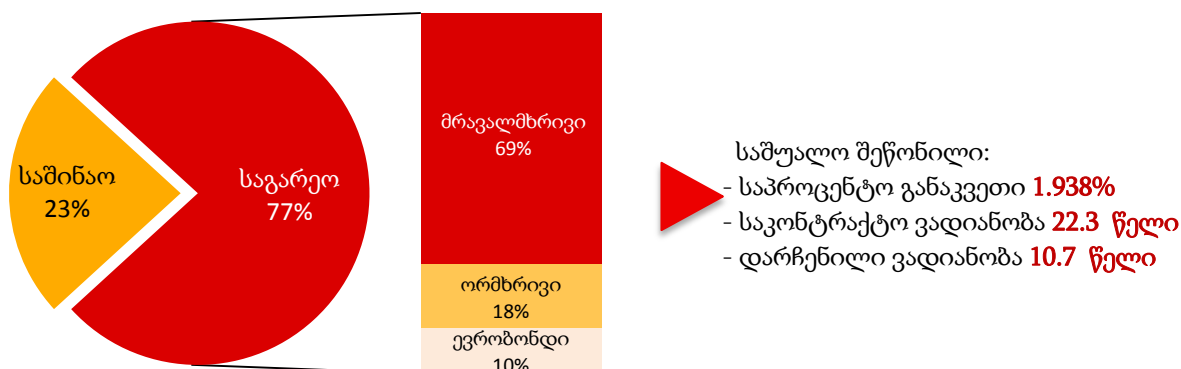 საშინაო
23%
საგარეო
77%
მრავალმხრივი
69%
ორმხრივი
18%
ევრობონდი
10%
საშუალო შეწონილი:
- საპროცენტო განაკვეთი 1.938%
- საკონტრაქტო ვადიანობა 22.3 წელი
- დარჩენილი ვადიანობა 10.7 წელი